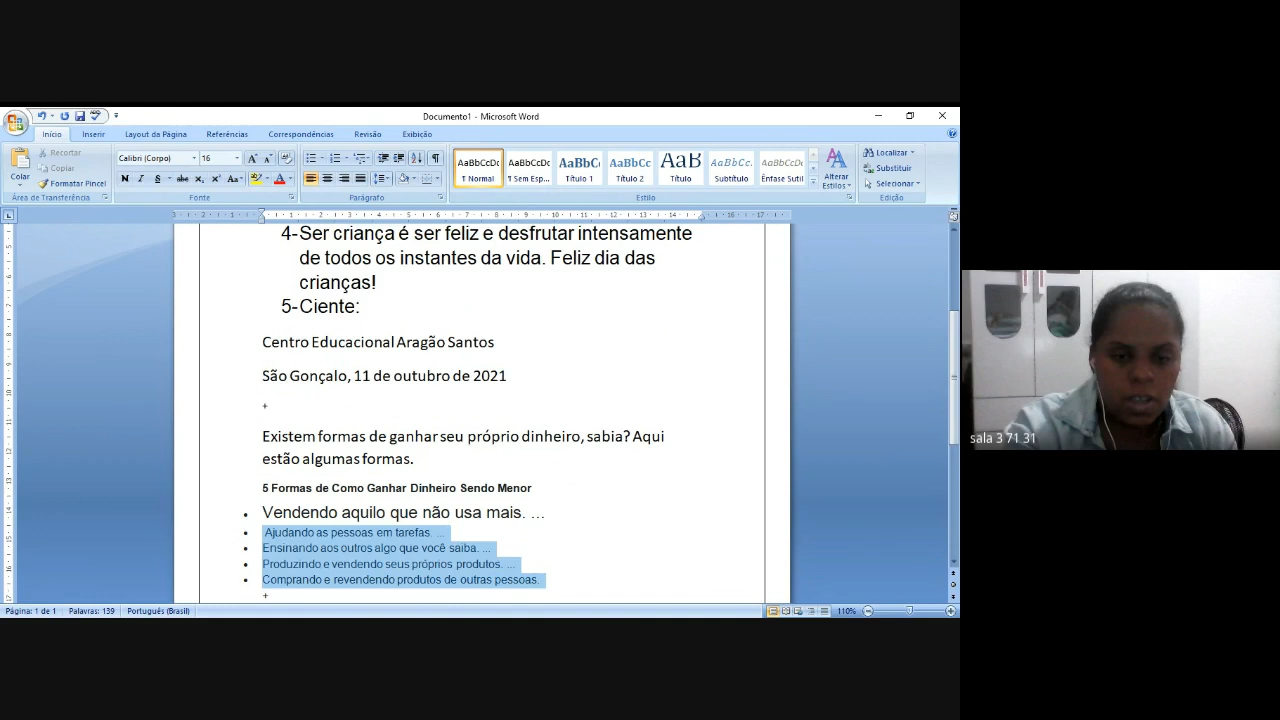 Documento1 - Microsoft Word
Início Inserir Layout da Página Referências Correspondências Revisão Exibição
Colar
Recortar
Copiar
Formatar Pincel
Área de Transferência
Calibri (Corpo) 16
N I S abc x₂ x² Aa
Fonte
Parágrafo
AaBbCcDc AaBbCcDc AaBbC AaBbCc AaB AaBbCc. AaBbCcDc
¶ Normal ¶ Sem Esp... Título 1 Título 2 Título Subtítulo Ênfase Sutil
Alterar Estilos
Estilo
Localizar
Substituir
Selecionar
Edição
4-Ser criança é ser feliz e desfrutar intensamente
de todos os instantes da vida. Feliz dia das
crianças!
5-Ciente:
Centro Educacional Aragão Santos
São Gonçalo, 11 de outubro de 2021
+
Existem formas de ganhar seu próprio dinheiro, sabia? Aqui
estão algumas formas.
5 Formas de Como Ganhar Dinheiro Sendo Menor
• Vendendo aquilo que não usa mais. ...
• Ajudando as pessoas em tarefas. ...
• Ensinando aos outros algo que você saiba. ...
• Produzindo e vendendo seus próprios produtos. ...
• Comprando e revendendo produtos de outras pessoas.
+
Página: 1 de 1 Palavras: 139 Português (Brasil) 110%
sala 3 71 31